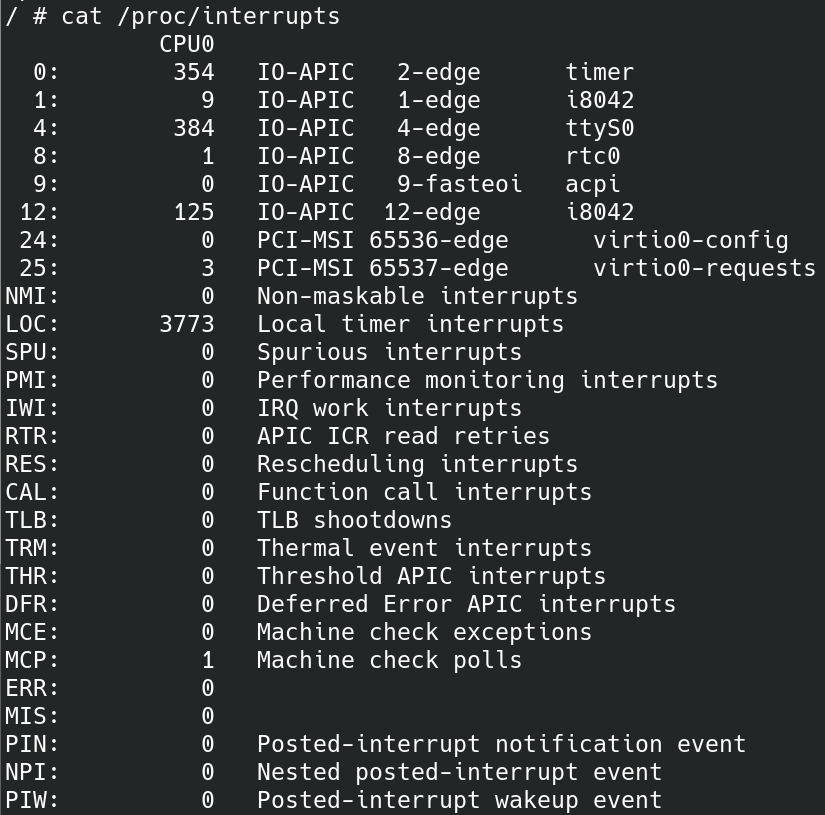 / # cat /proc/interrupts
           CPU0
  0:        354   IO-APIC   2-edge      timer
  1:          9   IO-APIC   1-edge      i8042
  4:        384   IO-APIC   4-edge      ttyS0
  8:          1   IO-APIC   8-edge      rtc0
  9:          0   IO-APIC   9-fasteoi   acpi
 12:        125   IO-APIC  12-edge      i8042
 24:          0   PCI-MSI 65536-edge      virtio0-config
 25:          3   PCI-MSI 65537-edge      virtio0-requests
NMI:          0   Non-maskable interrupts
LOC:       3773   Local timer interrupts
SPU:          0   Spurious interrupts
PMI:          0   Performance monitoring interrupts
IWI:          0   IRQ work interrupts
RTR:          0   APIC ICR read retries
RES:          0   Rescheduling interrupts
CAL:          0   Function call interrupts
TLB:          0   TLB shootdowns
TRM:          0   Thermal event interrupts
THR:          0   Threshold APIC interrupts
DFR:          0   Deferred Error APIC interrupts
MCE:          0   Machine check exceptions
MCP:          1   Machine check polls
ERR:          0
MIS:          0
PIN:          0   Posted-interrupt notification event
NPI:          0   Nested posted-interrupt event
PIW:          0   Posted-interrupt wakeup event